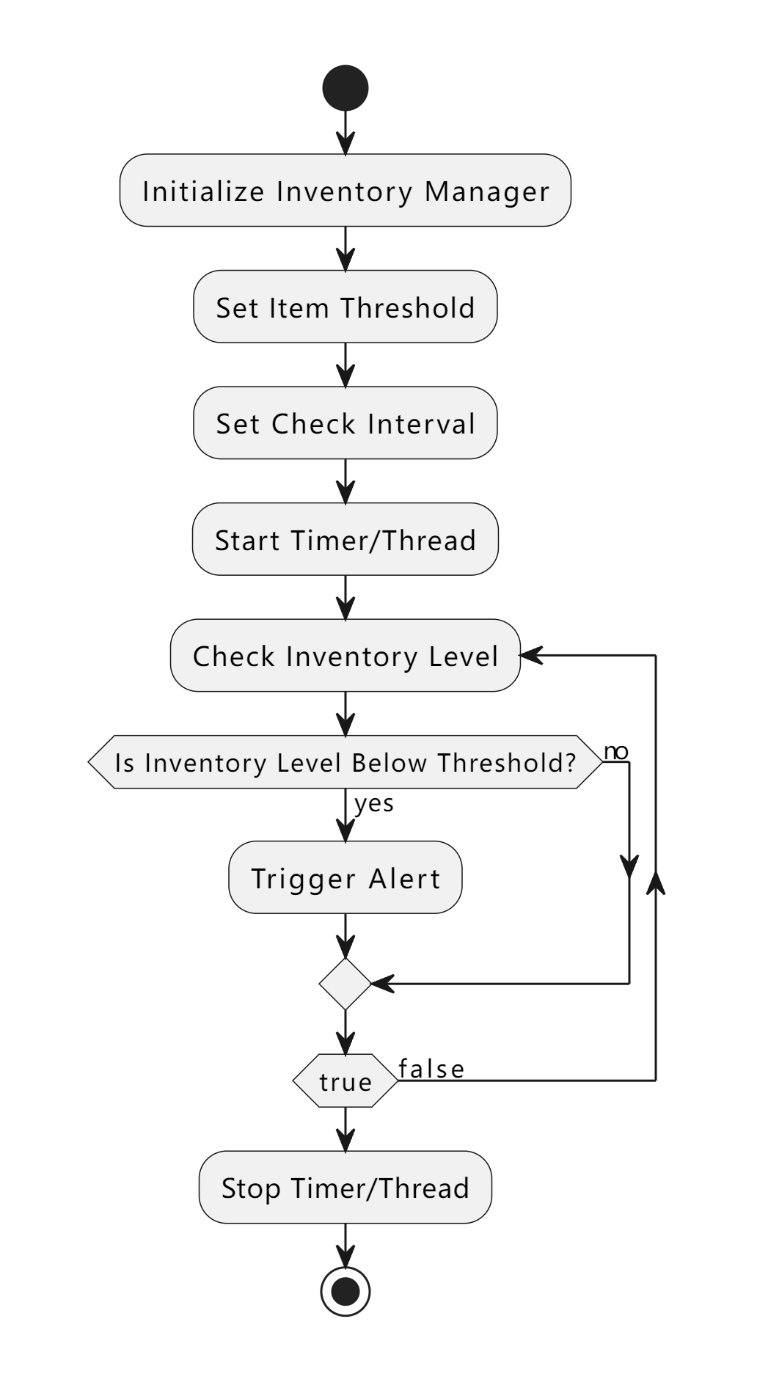 Initialize Inventory Manager
Set Item Threshold
Set Check Interval
Start Timer/Thread
Check Inventory Level
Is Inventory Level Below Threshold?
no
yes
Trigger Alert
true
false
Stop Timer/Thread